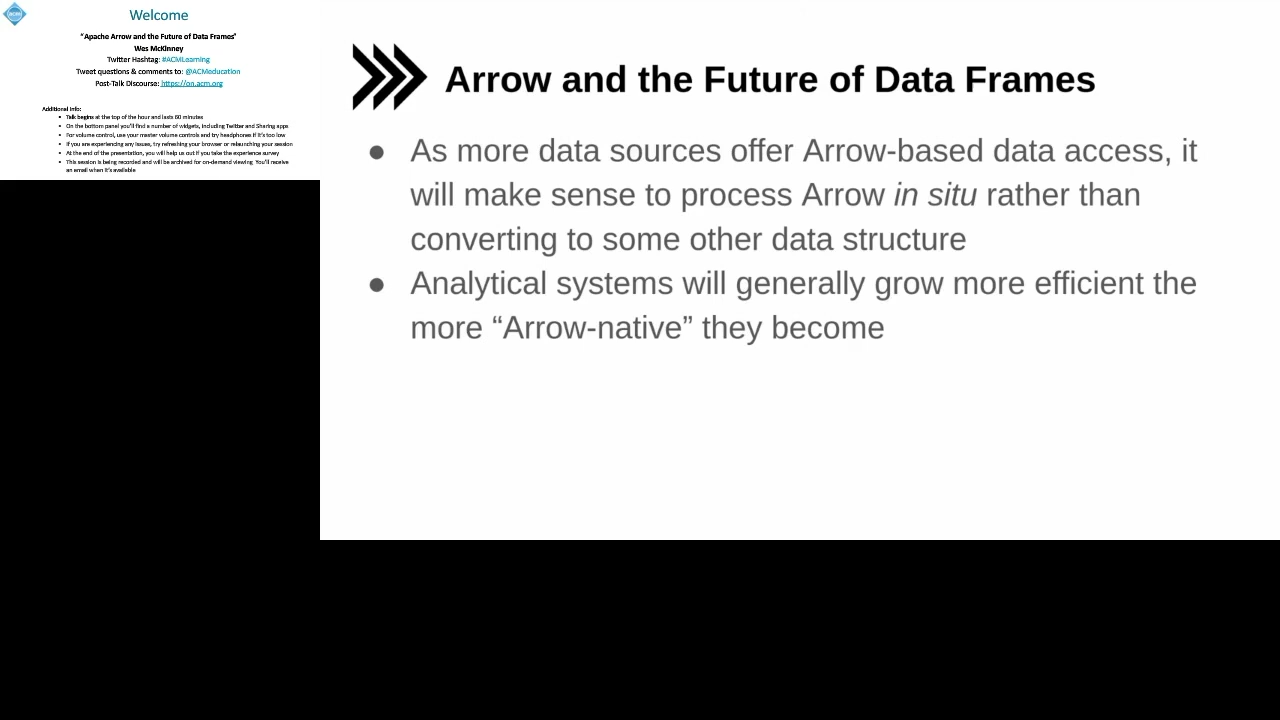 Welcome
"Apache Arrow and the Future of Data Frames"
Wes McKinney
Twitter Hashtag: #ACMLearning
Tweet questions & comments to: @ACMeducation
Post-Talk Discourse: https://on.acm.org
Additional Info:
• Talk begins at the top of the hour and lasts 60 minutes
• On the bottom panel you'll find a number of widgets, including Twitter and Sharing apps
• For volume control, use your master volume controls and try headphones if it's too low
• If you are experiencing any issues, try refreshing your browser or relaunching your session
• At the end of the presentation, you will help us out if you take the experience survey
• This session is being recorded and will be archived for on-demand viewing. You'll receive
an email when it's available
Arrow and the Future of Data Frames
● As more data sources offer Arrow-based data access, it
will make sense to process Arrow in situ rather than
converting to some other data structure
● Analytical systems will generally grow more efficient the
more “Arrow-native” they become